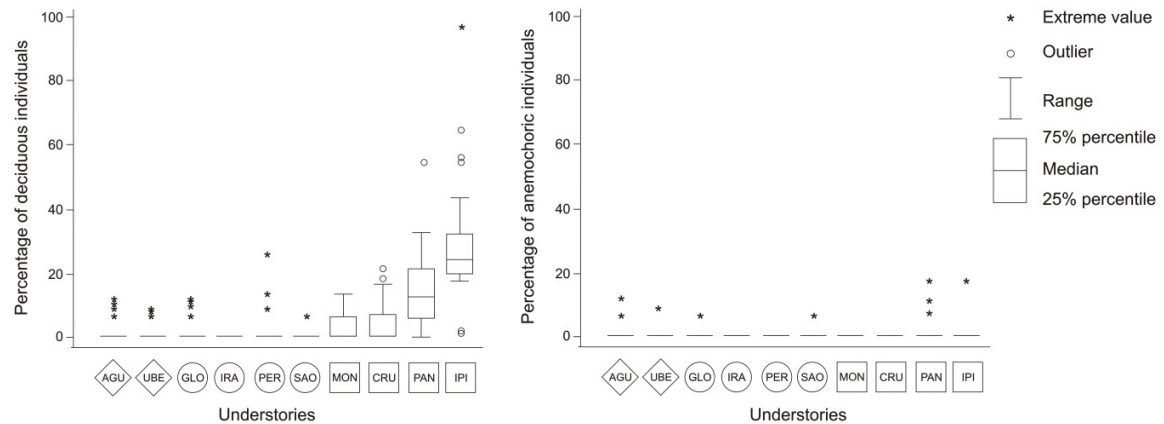 Percentage of deciduous individuals
100
80
60
40
20
0
AGU UBE GLO IRA PER SAO MON CRU PAN IPI
Understories
Percentage of anemochoric individuals
100
80
60
40
20
0
AGU UBE GLO IRA PER SAO MON CRU PAN IPI
Understories
* Extreme value
Outlier
Range
75% percentile
Median
25% percentile